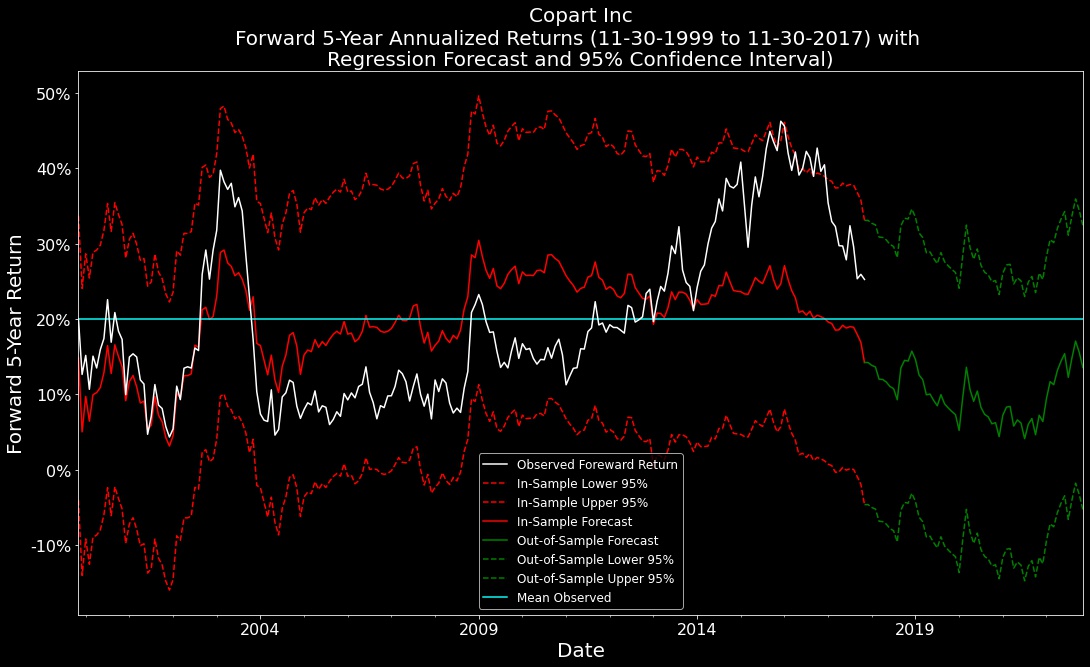 Copart Inc
Forward 5-Year Annualized Returns (11-30-1999 to 11-30-2017) with
Regression Forecast and 95% Confidence Interval)
50%
40%
30%
20%
10%
0%
-10%
Forward 5-Year Return
Observed Foreward Return
In-Sample Lower 95%
In-Sample Upper 95%
In-Sample Forecast
Out-of-Sample Forecast
Out-of-Sample Lower 95%
Out-of-Sample Upper 95%
Mean Observed
2004 2009 2014 2019
Date